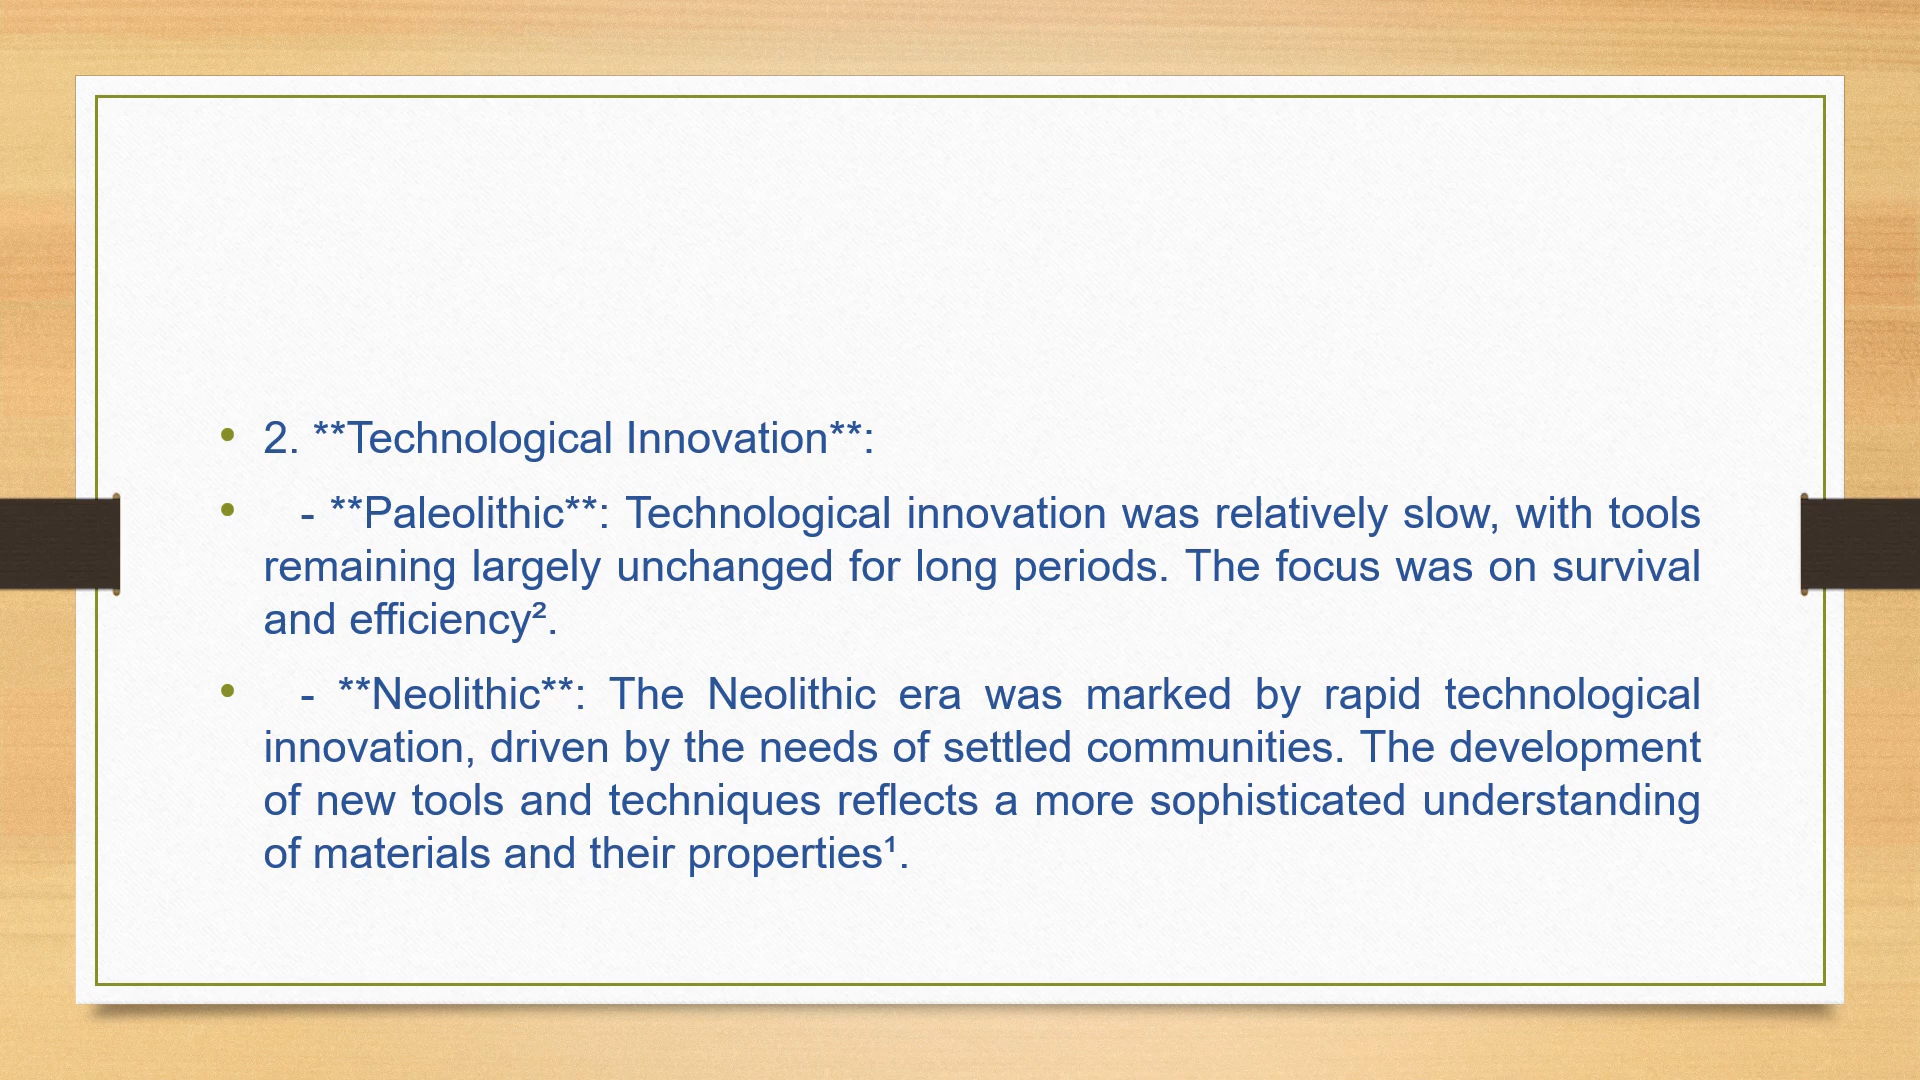 • 2. **Technological Innovation**:
• - **Paleolithic**: Technological innovation was relatively slow, with tools
remaining largely unchanged for long periods. The focus was on survival
and efficiency².
• - **Neolithic**: The Neolithic era was marked by rapid technological
innovation, driven by the needs of settled communities. The development
of new tools and techniques reflects a more sophisticated understanding
of materials and their properties¹.